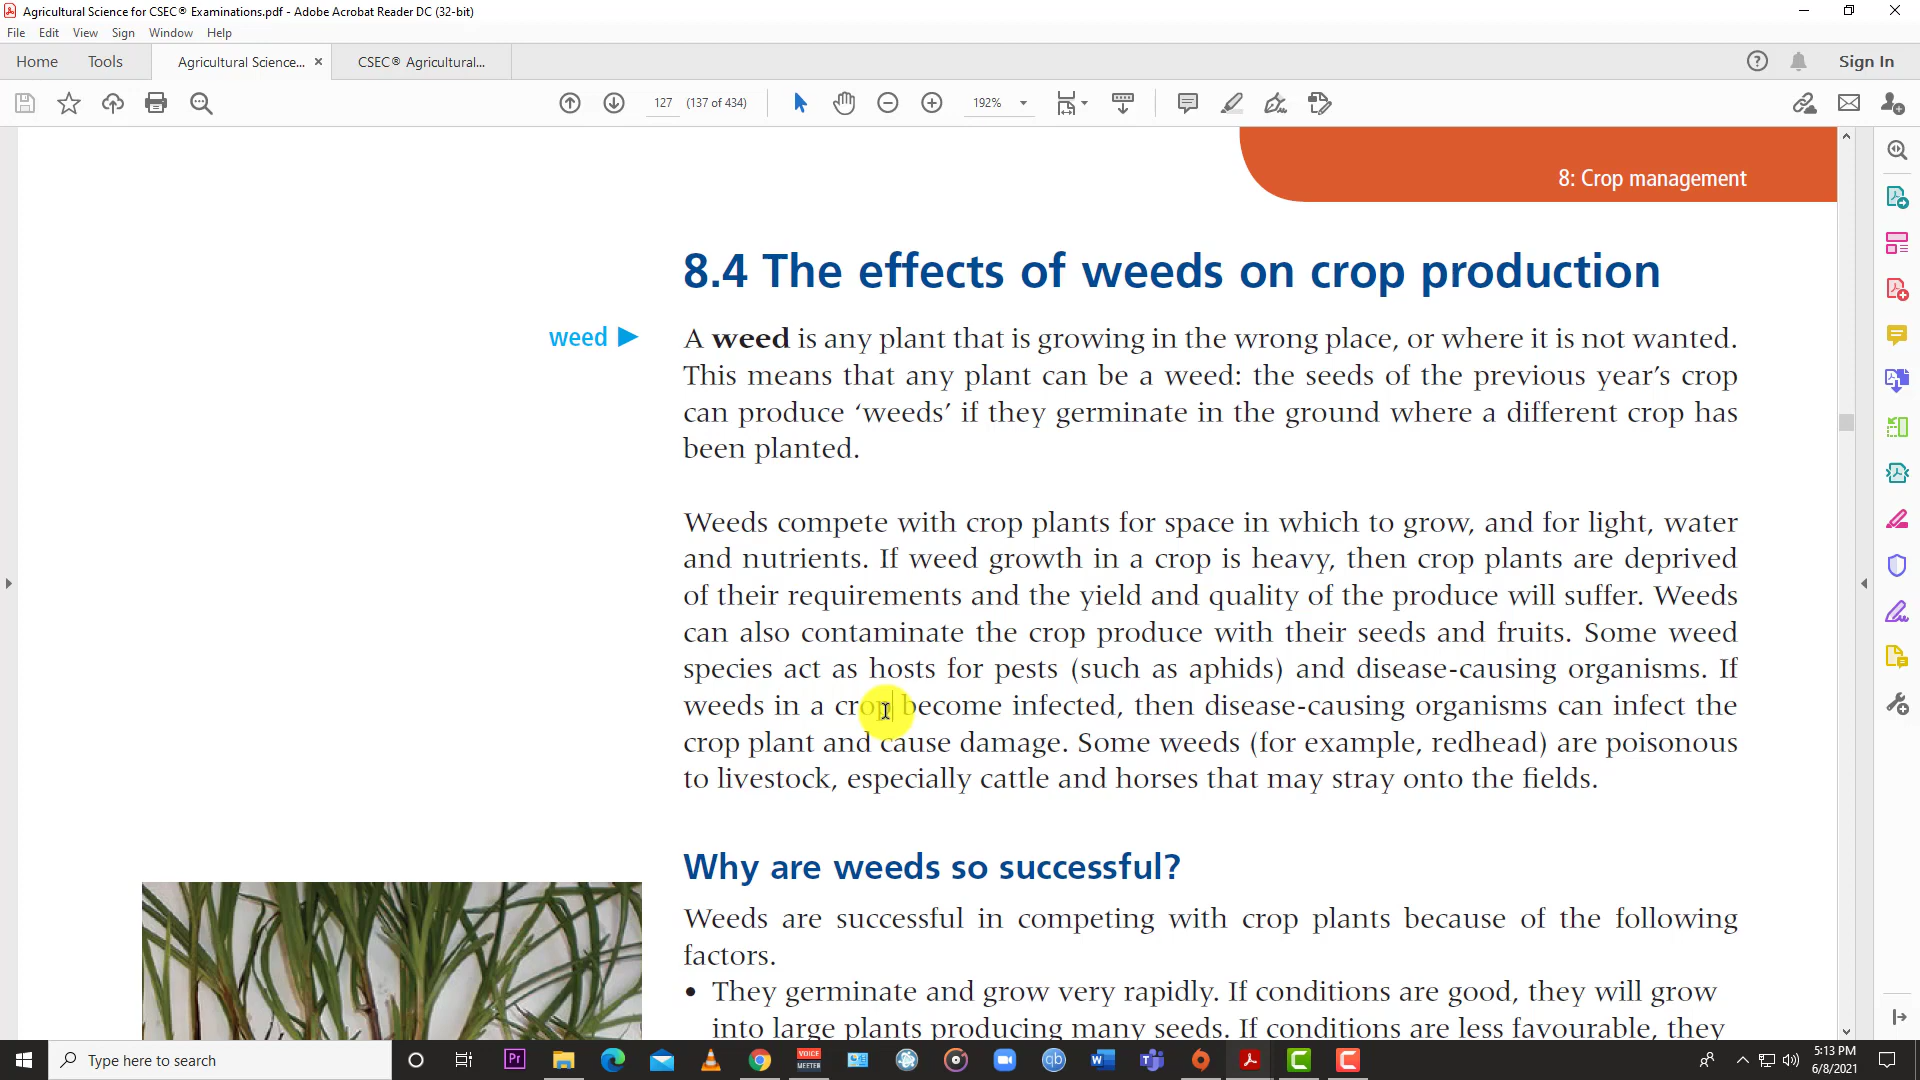 Agricultural Science for CSEC® Examinations.pdf - Adobe Acrobat Reader DC (32-bit)
File Edit View Sign Window Help
Home Tools Agricultural Science... × CSEC® Agricultural... Sign In
127 (137 of 434) 192%
8: Crop management
8.4 The effects of weeds on crop production
weed ▶ A weed is any plant that is growing in the wrong place, or where it is not wanted.
This means that any plant can be a weed: the seeds of the previous year's crop
can produce ‘weeds’ if they germinate in the ground where a different crop has
been planted.
Weeds compete with crop plants for space in which to grow, and for light, water
and nutrients. If weed growth in a crop is heavy, then crop plants are deprived
of their requirements and the yield and quality of the produce will suffer. Weeds
can also contaminate the crop produce with their seeds and fruits. Some weed
species act as hosts for pests (such as aphids) and disease-causing organisms. If
weeds in a crop become infected, then disease-causing organisms can infect the
crop plant and cause damage. Some weeds (for example, redhead) are poisonous
to livestock, especially cattle and horses that may stray onto the fields.
Why are weeds so successful?
Weeds are successful in competing with crop plants because of the following
factors.
• They germinate and grow very rapidly. If conditions are good, they will grow
into large plants producing many seeds. If conditions are less favourable, they
Type here to search
Pr
VOICE
MEETER
qb
W
T
5:13 PM
6/8/2021